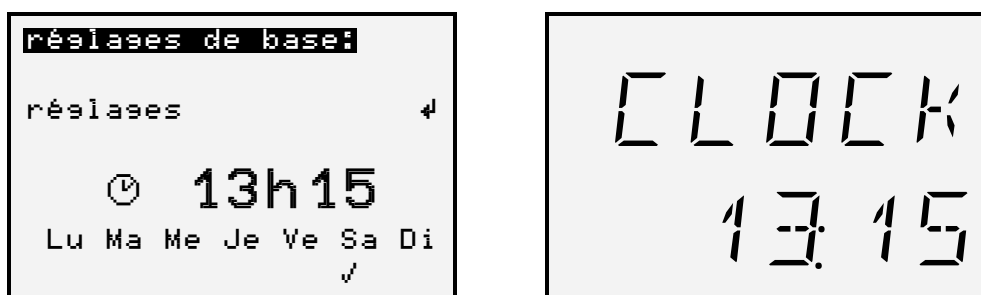 réglages de base:
réglages ↲
13h15
Lu Ma Me Je Ve Sa Di
✓
CLOCK
13.15